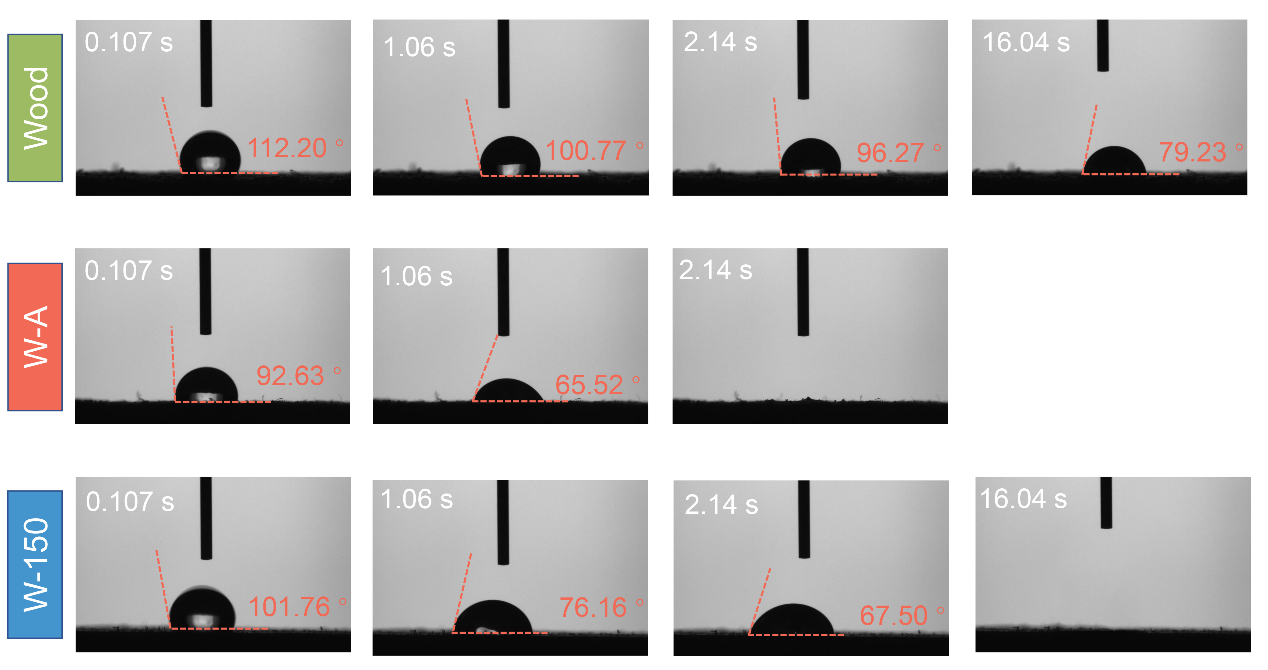 Wood
0.107 s
112.20 °
1.06 s
100.77 °
2.14 s
96.27 °
16.04 s
79.23 °
W-A
0.107 s
92.63 °
1.06 s
65.52 °
2.14 s
W-150
0.107 s
101.76 °
1.06 s
76.16 °
2.14 s
67.50 °
16.04 s